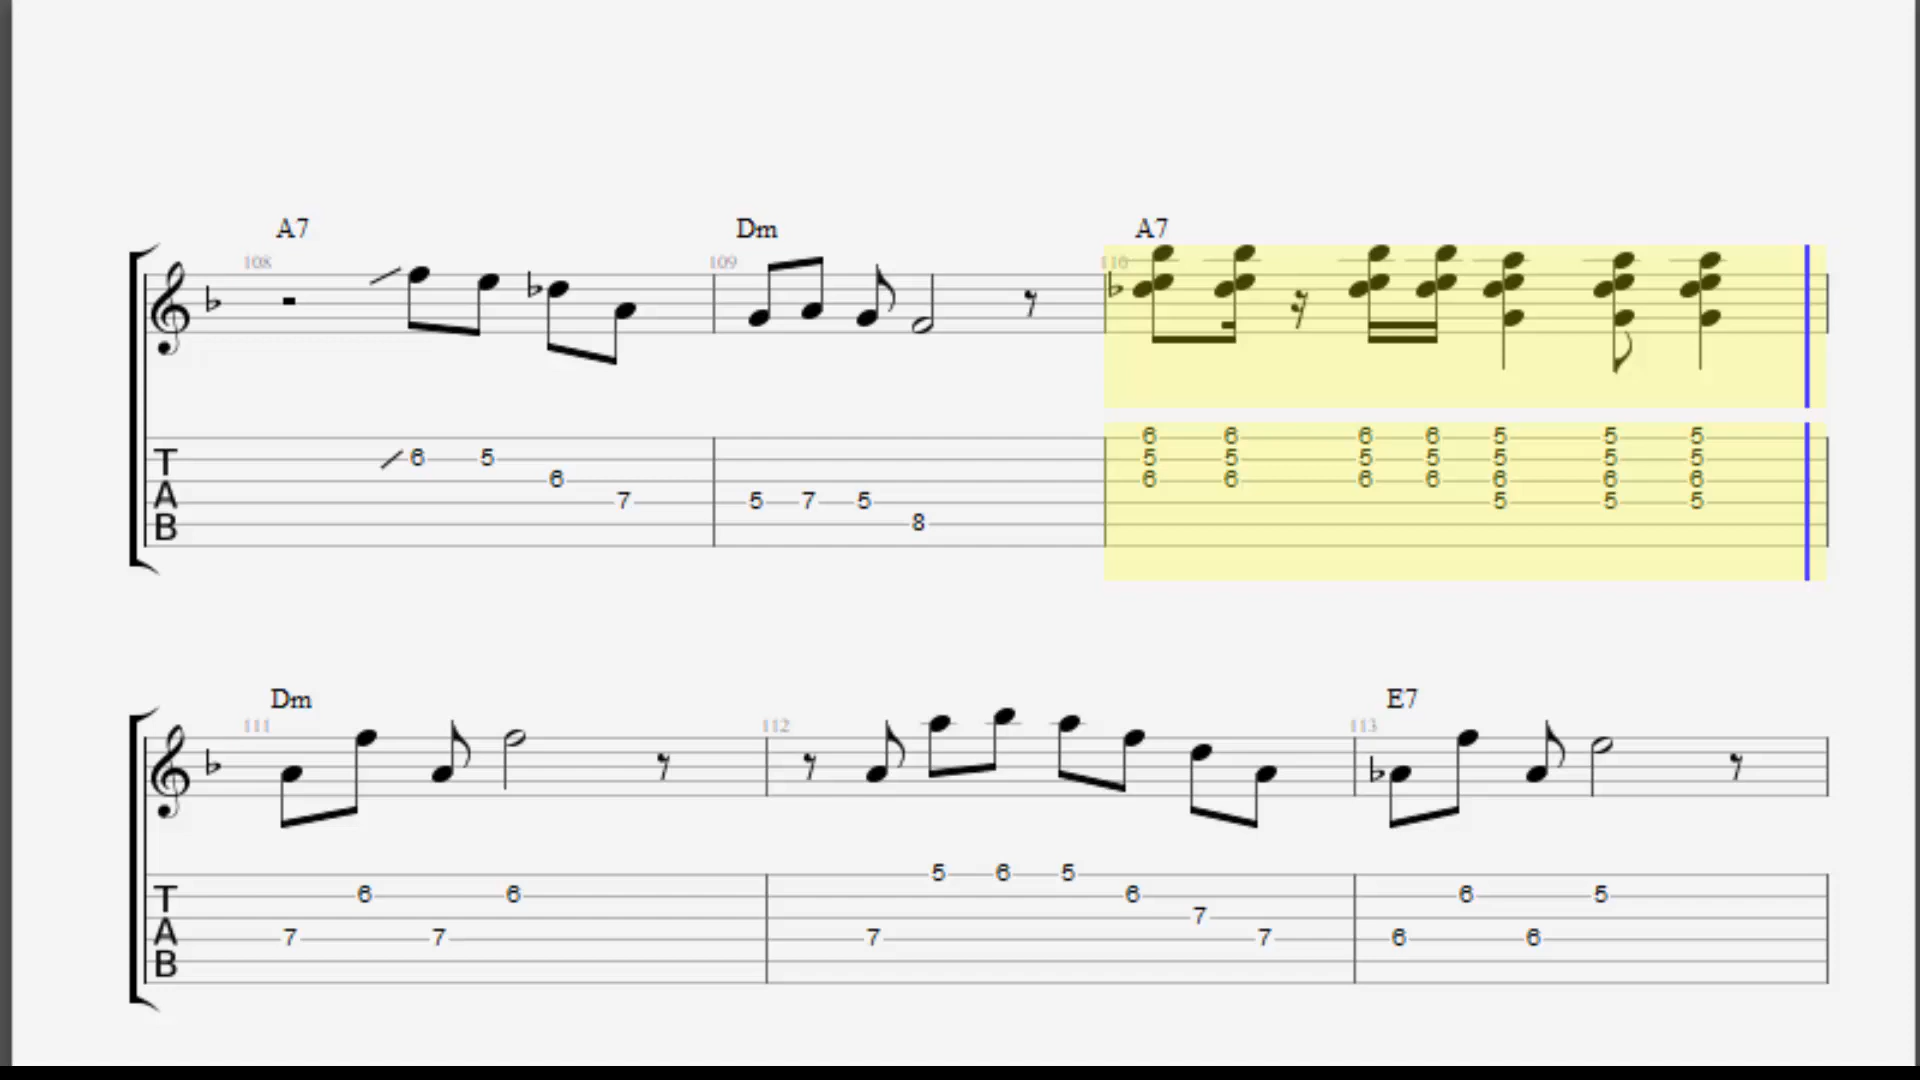 A7 Dm A7
108 109 110
6 6 6 6 5 5 5
T 6 5 5 5 5 5 5 5 5
6 6 6 6 6 6 6 6
A 7 5 7 5 5 5 5
B 8
Dm E7
111 112 113
5 6 5
T 6 6 6 6 5
7
A 7 7 7 7 6 6
B